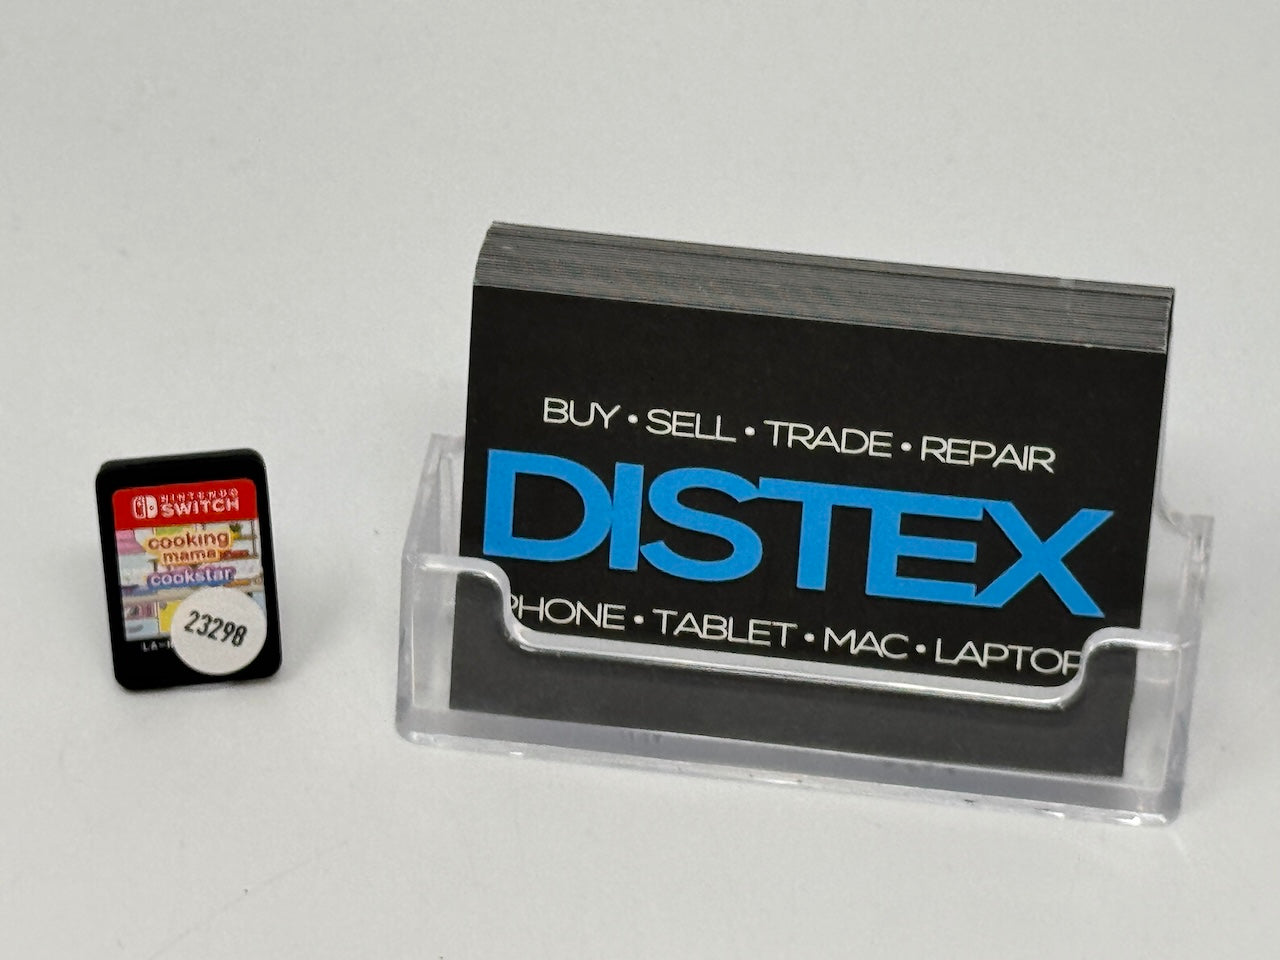 NINTENDO
SWITCH
cooking
mama
cookstar
23298
BUY • SELL • TRADE • REPAIR
DISTEX
PHONE • TABLET • MAC • LAPTOP